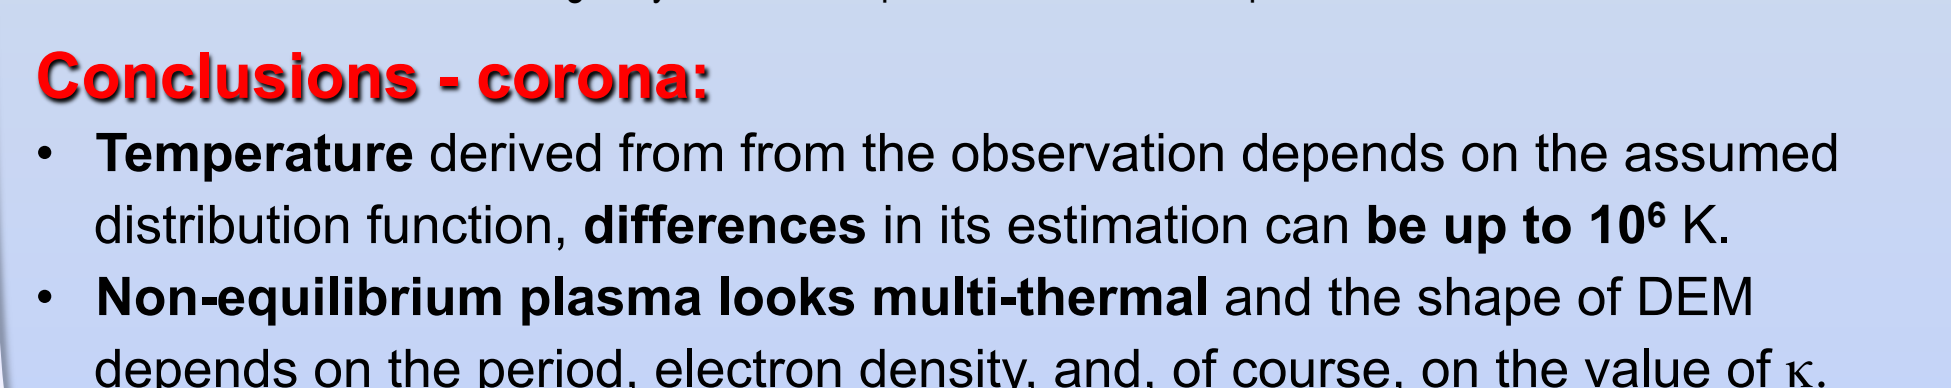 Conclusions - corona:
• Temperature derived from from the observation depends on the assumed
distribution function, differences in its estimation can be up to 10⁶ K.
• Non-equilibrium plasma looks multi-thermal and the shape of DEM
depends on the period, electron density, and, of course, on the value of κ.